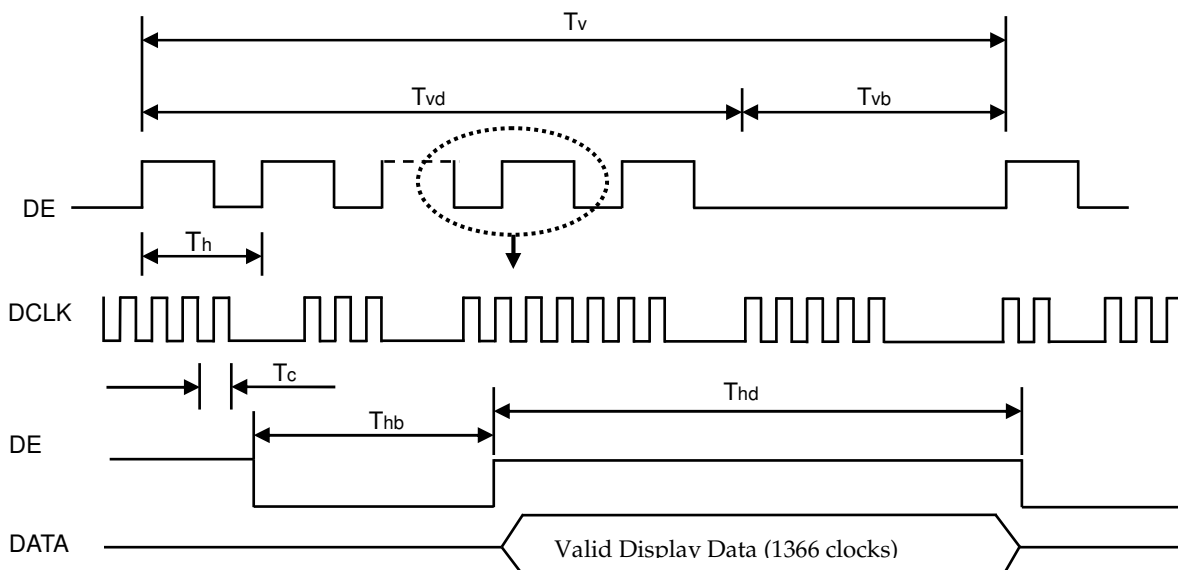 Tv
Tvd
Tvb
DE
Th
DCLK
Tc
Thd
Thb
DE
DATA
Valid Display Data (1366 clocks)